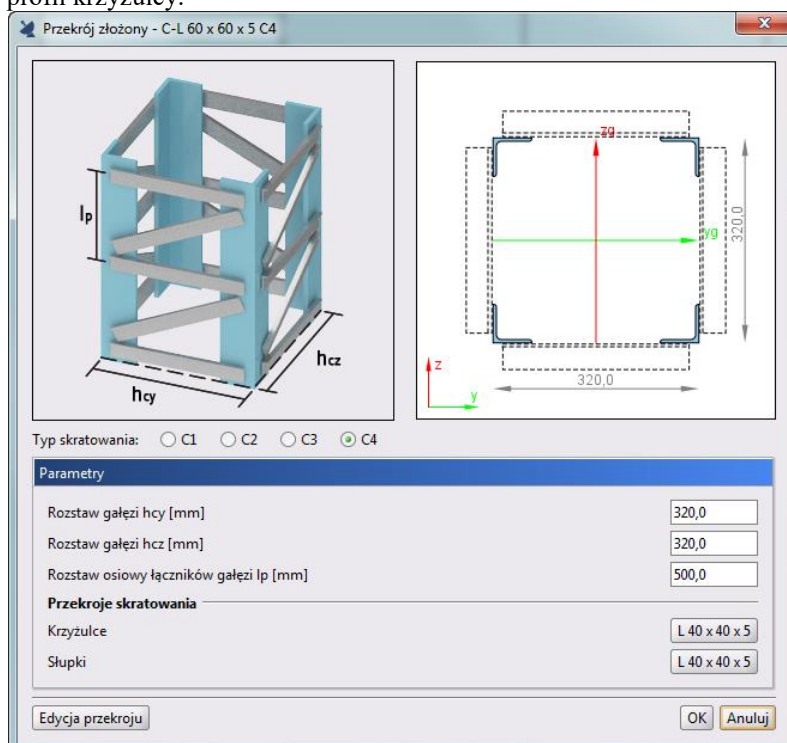 profil krzyżulcy.
Przekrój złożony - C-L 60 x 60 x 5 C4
x
lp
hcy
hcz
zg
yg
320,0
320,0
z
y
Typ skratowania: C1 C2 C3 C4
Parametry
Rozstaw gałęzi hcy [mm] 320,0
Rozstaw gałęzi hcz [mm] 320,0
Rozstaw osiowy łączników gałęzi lp [mm] 500,0
Przekroje skratowania
Krzyżulce L 40 x 40 x 5
Słupki L 40 x 40 x 5
Edycja przekroju OK Anuluj